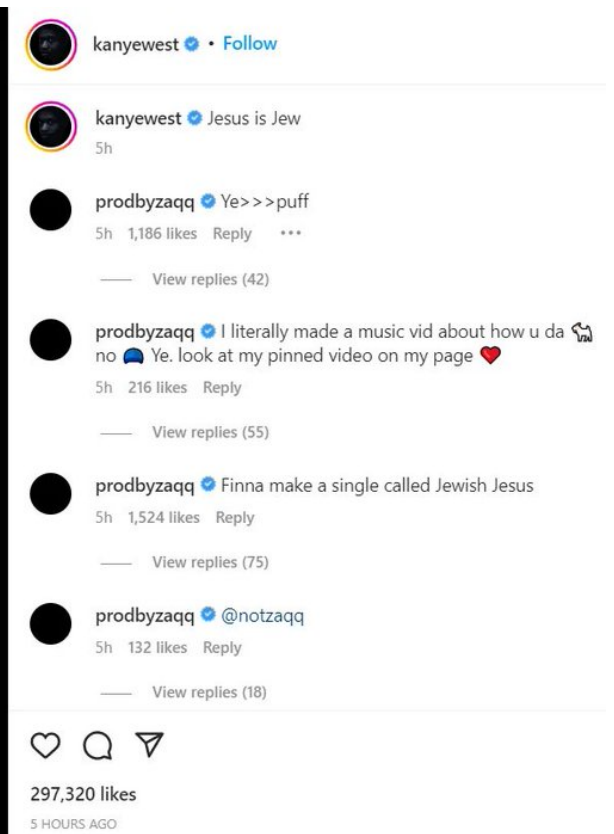 kanyewest • Follow
kanyewest Jesus is Jew
5h
prodbyzaqq Ye>>>puff
5h 1,186 likes Reply •••
View replies (42)
prodbyzaqq I literally made a music vid about how u da 🐐
no 🧢 Ye. look at my pinned video on my page ❤️
5h 216 likes Reply
View replies (55)
prodbyzaqq Finna make a single called Jewish Jesus
5h 1,524 likes Reply
View replies (75)
prodbyzaqq @notzaqq
5h 132 likes Reply
View replies (18)
297,320 likes
5 HOURS AGO